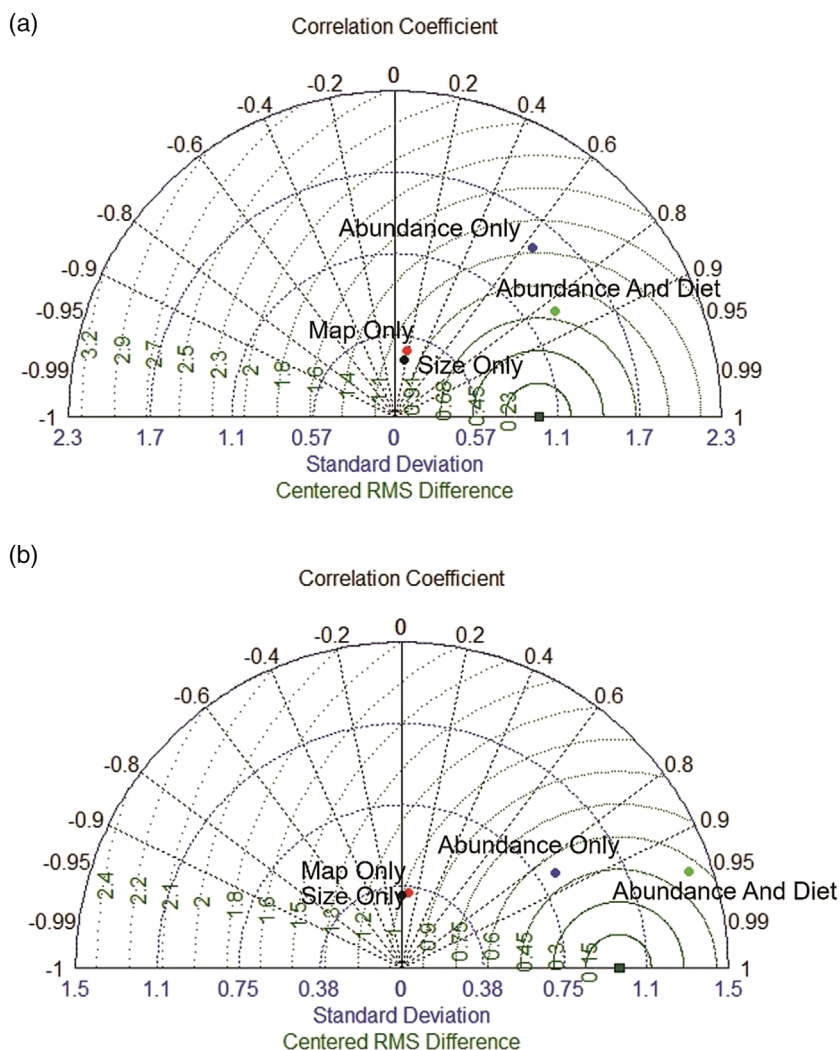 (a)
Correlation Coefficient
0
-0.2 0.2
-0.4 0.4
-0.6 0.6
-0.8 0.8
Abundance Only
-0.9 0.9
Abundance And Diet
-0.95 0.95
Map Only
Size Only
-0.99 0.99
3.2 2.9 2.7 2.5 2.3 2 1.8 1.6 1.4 1.1 0.91 0.68 0.45 0.23
-1 1
2.3 1.7 1.1 0.57 0 0.57 1.1 1.7 2.3
Standard Deviation
Centered RMS Difference
(b)
Correlation Coefficient
0
-0.2 0.2
-0.4 0.4
-0.6 0.6
-0.8 0.8
-0.9 0.9
Abundance Only
-0.95 0.95
Map Only
Abundance And Diet
Size Only
-0.99 0.99
2.4 2.2 2.1 2 1.8 1.6 1.5 1.3 1.2 0.9 0.75 0.6 0.45 0.3 0.15
-1 1
1.5 1.1 0.75 0.38 0 0.38 0.75 1.1 1.5
Standard Deviation
Centered RMS Difference